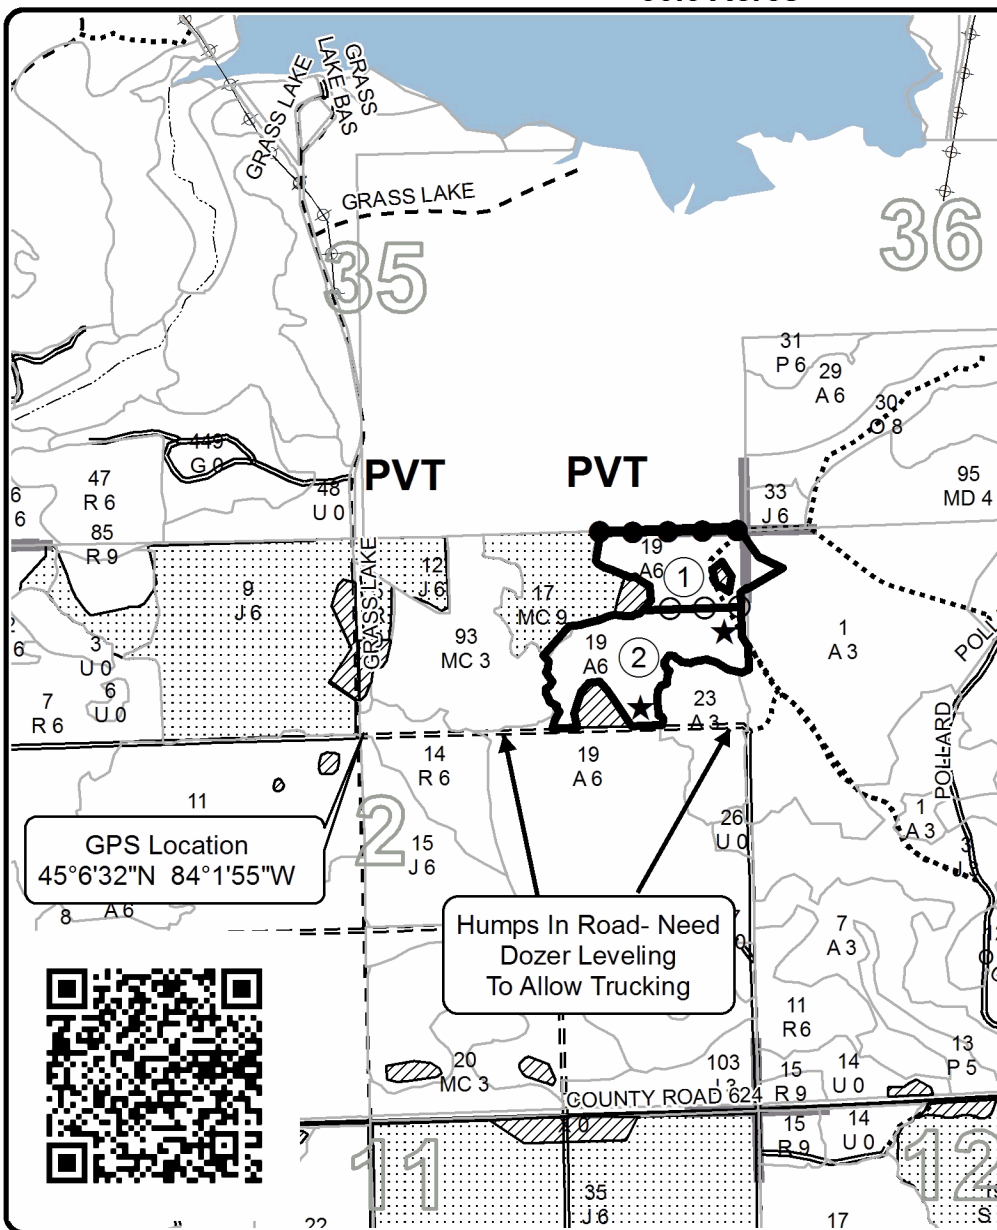 GRASS LAKE
GRASS
LAKE BAS
GRASS LAKE
35
36
31
P 6
29
A 6
30
O 8
95
MD 4
33
J 6
PVT
PVT
449
G 0
47
R 6
85
R 9
48
U 0
6
6
9
J 6
GRASS LAKE
12
J 6
17
MC 9
93
MC 3
19
A6
1
19
A6
2
23
A 3
1
A 3
3
U 0
6
U 0
6
7
R 6
POLLARD
14
R 6
19
A 6
26
U 0
1
A 3
3
J
11
2
15
J 6
GPS Location
45°6'32"N 84°1'55"W
8
A 6
Humps In Road- Need
Dozer Leveling
To Allow Trucking
7
A 3
11
R 6
13
P 5
20
MC 3
103
15
R 9
14
U 0
COUNTY ROAD 624
15
R 9
14
U 0
11
12
35
J 6
22
17
S